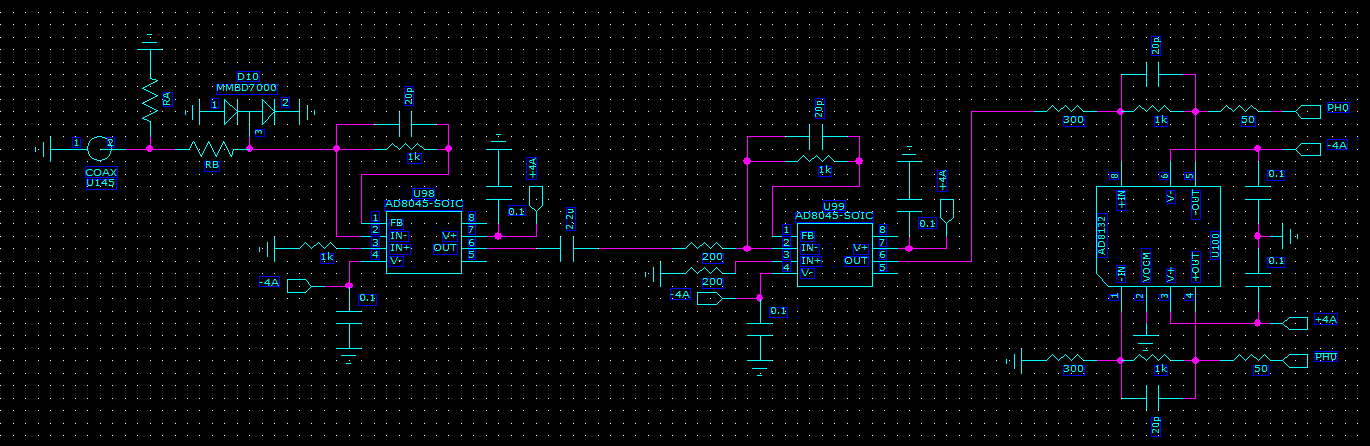 RA
D10
MMBD7000
1
2
3
1
2
COAX
U145
RB
20p
1k
U98
AD8045-SOIC
1
2
3
4
FB
IN-
IN+
V-
V+
OUT
8
7
6
5
1k
-4A
0.1
0.1
+4A
2.2u
200
200
-4A
0.1
20p
1k
U99
AD8045-SOIC
1
2
3
4
FB
IN-
IN+
V-
V+
OUT
8
7
6
5
0.1
+4A
20p
300
1k
50
PH0
-4A
8
6
5
+IN
V-
-OUT
AD8132
U100
-IN
VOCM
V+
+OUT
1
2
3
4
0.1
0.1
+4A
300
1k
50
PH0
20p